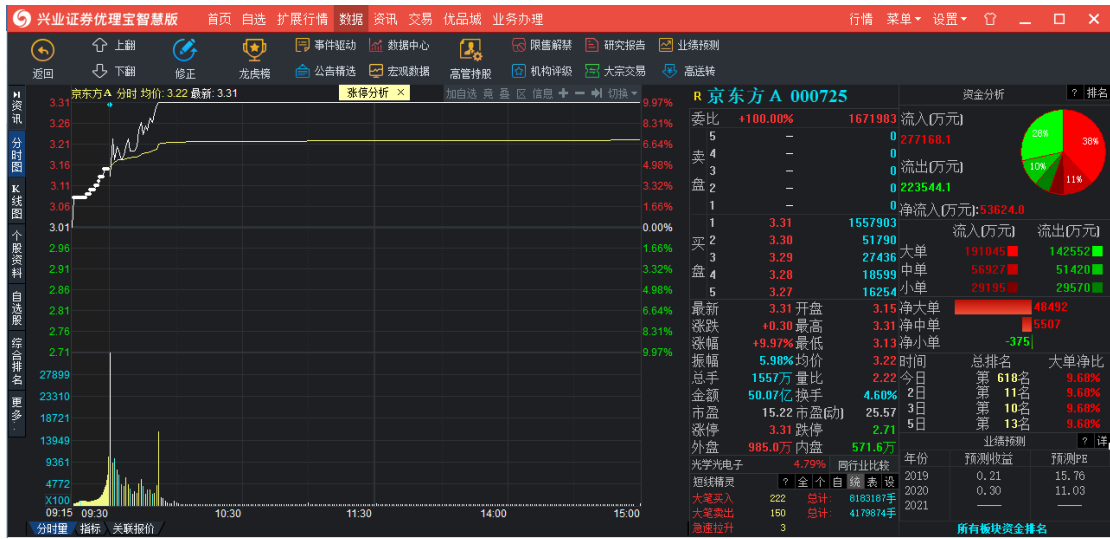 兴业证券优理宝智慧版 首页 自选 扩展行情 数据 资讯 交易 优品城 业务办理 行情 菜单 设置
上翻 事件驱动 数据中心 限售解禁 研究报告 业绩预测
返回 下翻 修正 龙虎榜 公告精选 宏观数据 高管持股 机构评级 大宗交易 高送转
资讯
分时图
K线图
个股资料
自选股
综合排名
更多
京东方A 分时 均价: 3.22 最新: 3.31 涨停分析 × 加自选 竞 叠 区 信息 切换
3.31 9.97%
3.26 8.31%
3.21 6.64%
3.16 4.98%
3.11 3.32%
3.06 1.66%
3.01 0.00%
2.96 1.66%
2.91 3.32%
2.86 4.98%
2.81 6.64%
2.76 8.31%
2.71 9.97%
27899
23310
18721
13949
9361
4772
X100
09:15 09:30 10:30 11:30 14:00 15:00
分时量 指标 关联报价
R 京东方A 000725
委比 +100.00% 1671983
卖盘
5 – 0
4 – 0
3 – 0
2 – 0
1 – 0
买盘
1 3.31 1557903
2 3.30 51790
3 3.29 27436
4 3.28 18599
5 3.27 16254
最新 3.31 开盘 3.15
涨跌 +0.30 最高 3.31
涨幅 +9.97% 最低 3.13
振幅 5.98% 均价 3.22
总手 1557万 量比 2.22
金额 50.07亿 换手 4.60%
市盈 15.22 市盈(动) 25.57
涨停 3.31 跌停 2.71
外盘 985.0万 内盘 571.6万
光学光电子 4.79% 同行业比较
短线精灵 ? 全 个 自 统 表 设
大笔买入 222 总计: 8183187手
大笔卖出 150 总计: 4179874手
急速拉升 3
资金分析 ? 排名
流入(万元)
277168.1
流出(万元)
223544.1
净流入(万元):53624.0
28% 38%
10% 11%
流入(万元) 流出(万元)
大单 191045 142552
中单 56927 51420
小单 29195 29570
净大单 48492
净中单 5507
净小单 -375
时间 总排名 大单净比
今日 第 618名 9.68%
2日 第 11名 9.68%
3日 第 10名 9.68%
5日 第 13名 9.68%
业绩预测 ? 详
年份 预测收益 预测PE
2019 0.21 15.76
2020 0.30 11.03
2021 —— ——
所有板块资金排名